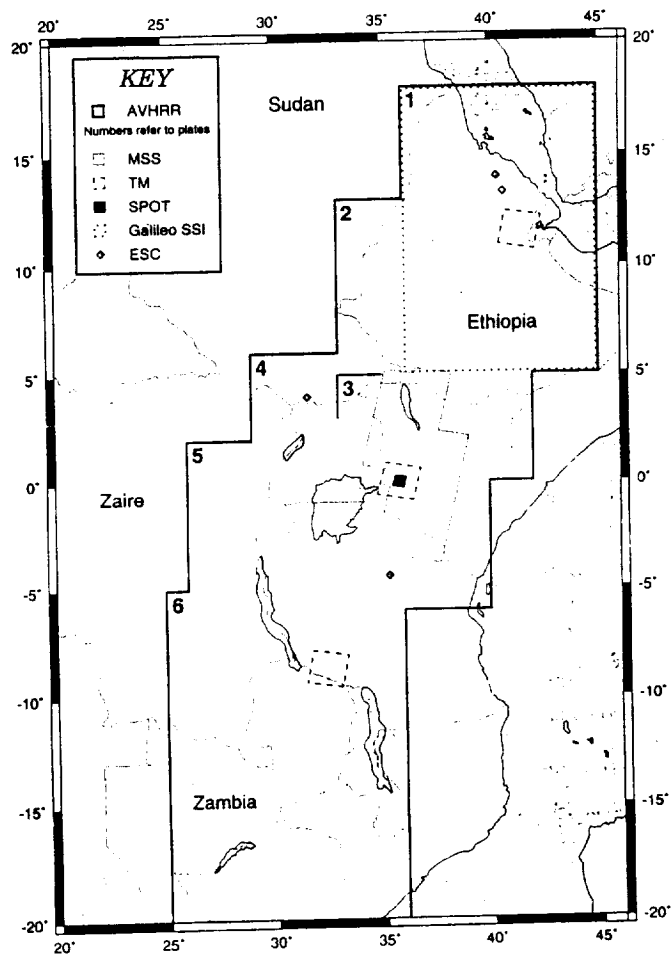 25° 30° 35° 40° 45°
20° 20°
KEY
AVHRR
Numbers refer to plates
MSS
TM
SPOT
Galileo SSI
ESC
Sudan
1
15° 15°
2
10° 10°
Ethiopia
4
5° 3 5°
5
0° Zaire 0°
-5° 6 -5°
-10° -10°
-15° Zambia -15°
-20° -20°
20° 25° 30° 35° 40° 45°